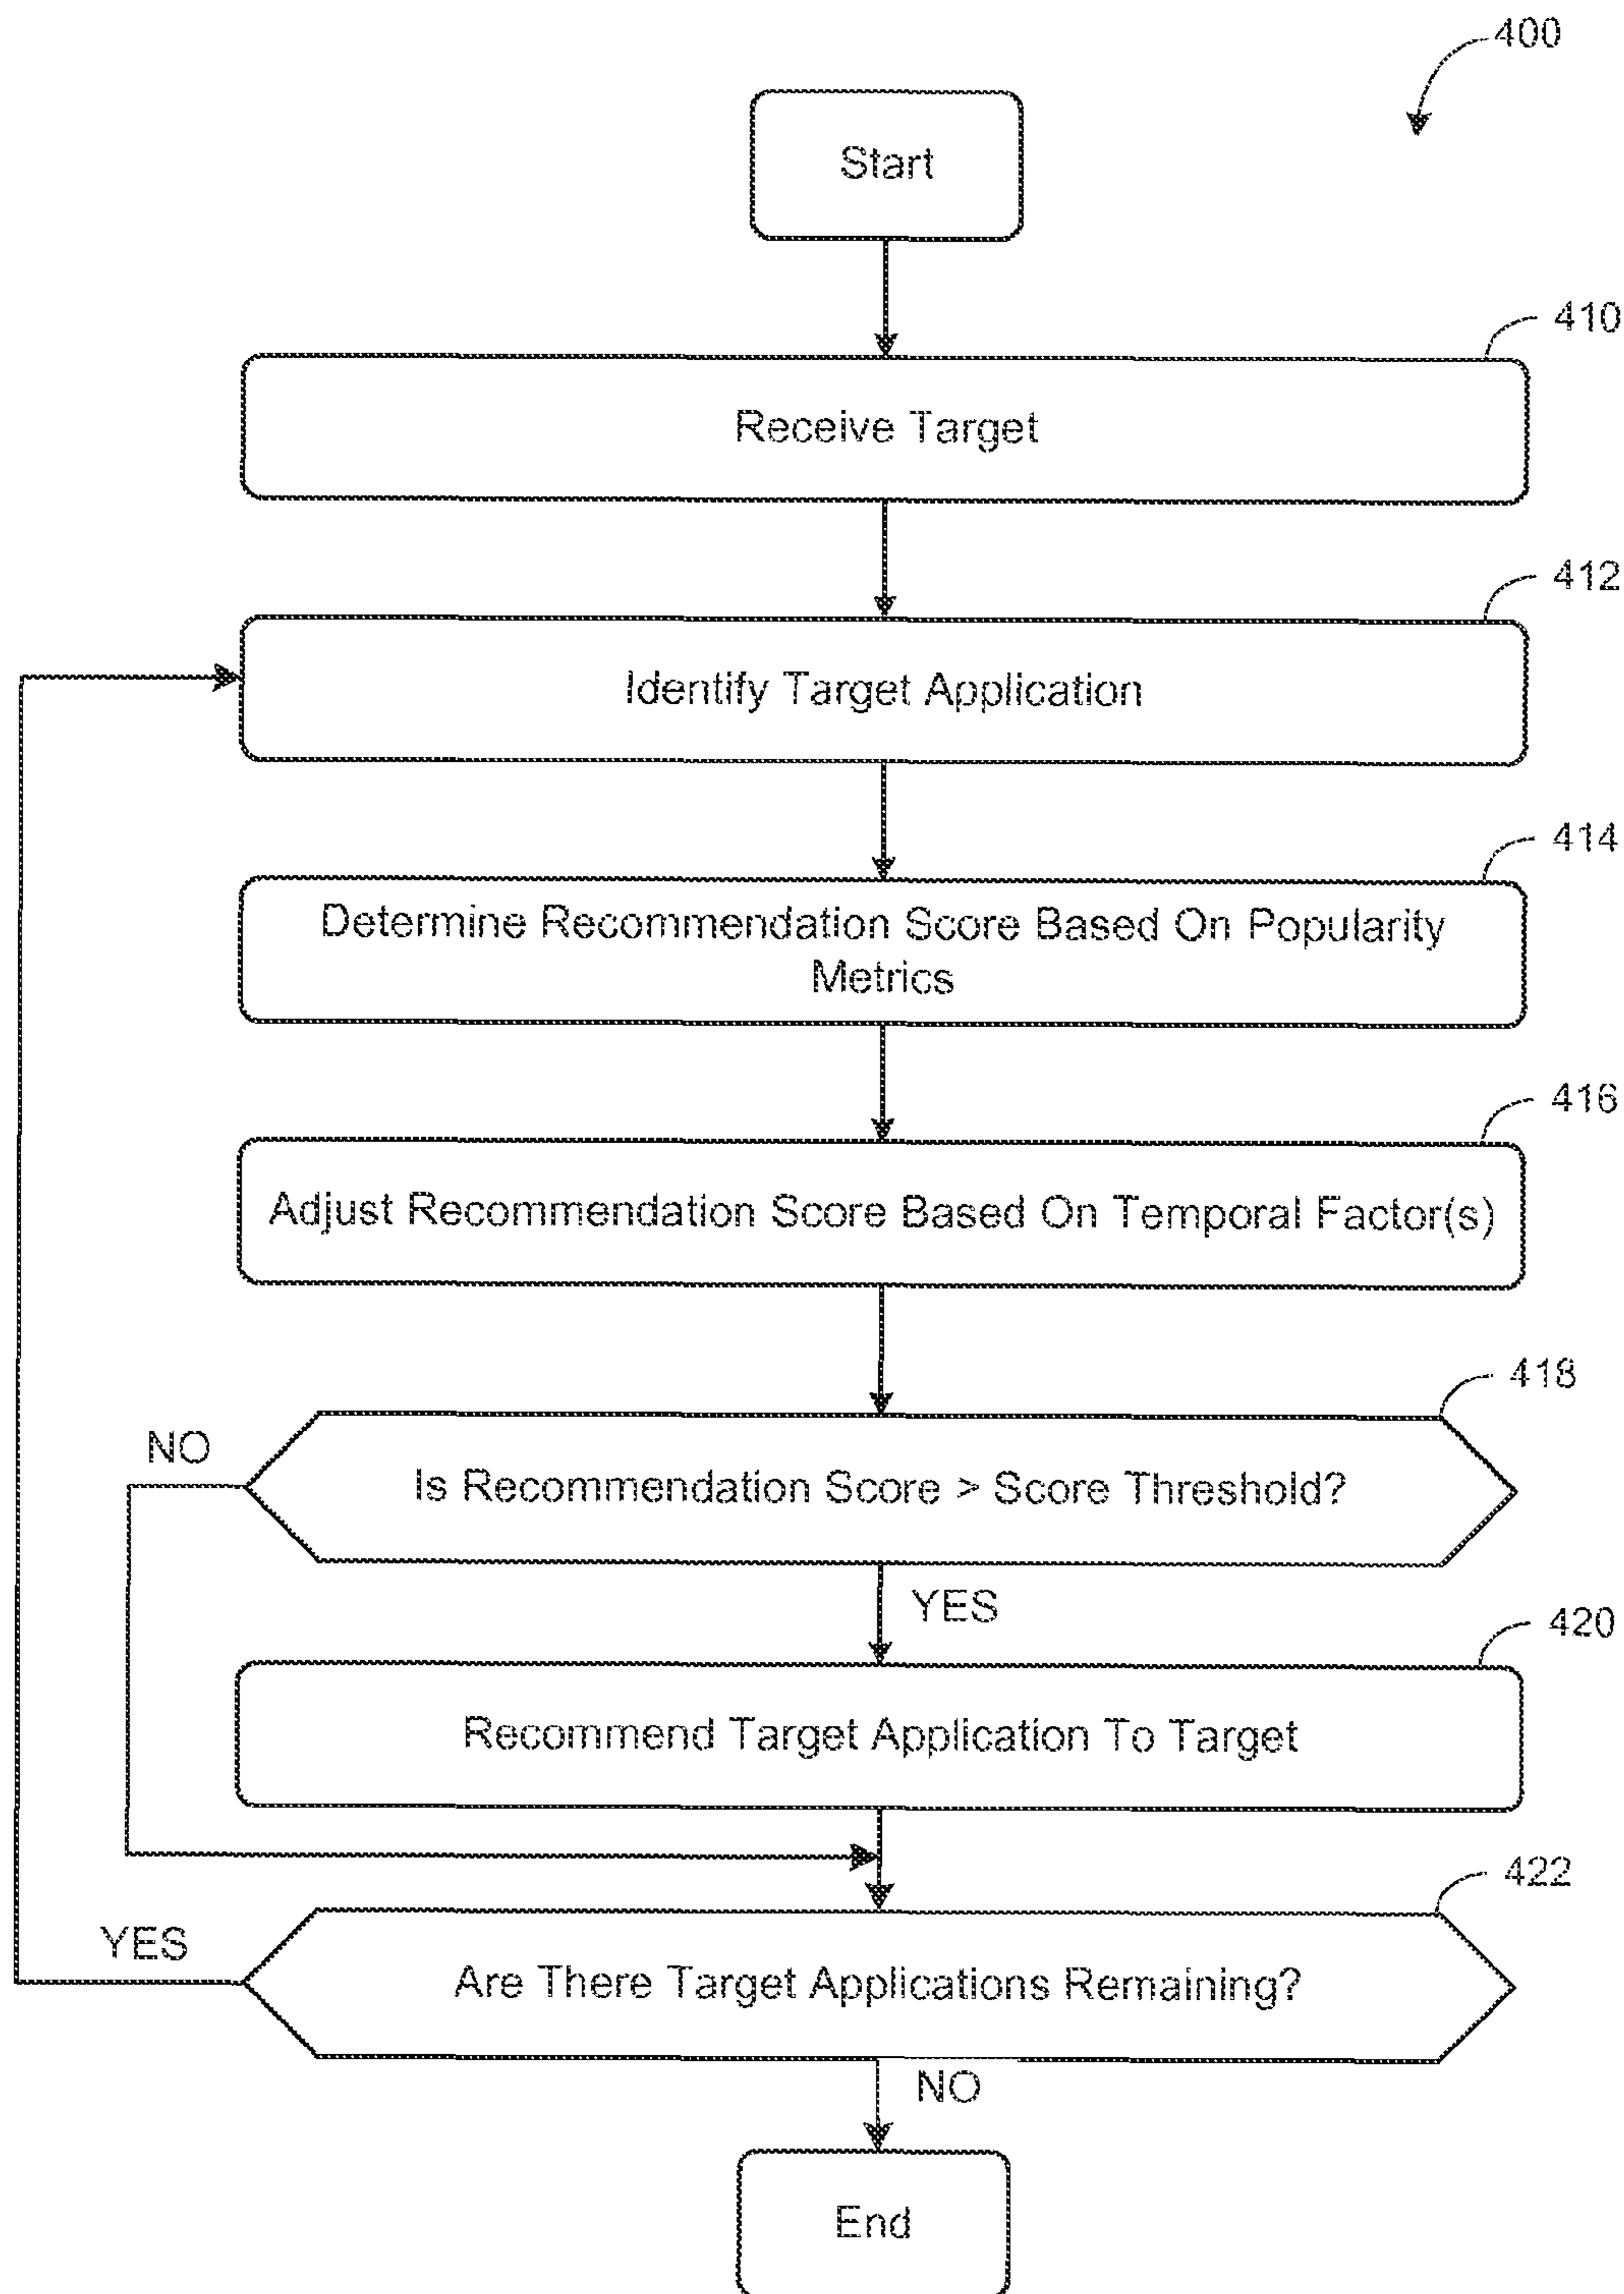 400
Start
410
Receive Target
412
Identify Target Application
414
Determine Recommendation Score Based On Popularity
Metrics
416
Adjust Recommendation Score Based On Temporal Factor(s)
418
NO
Is Recommendation Score > Score Threshold?
YES
420
Recommend Target Application To Target
422
YES
Are There Target Applications Remaining?
NO
End